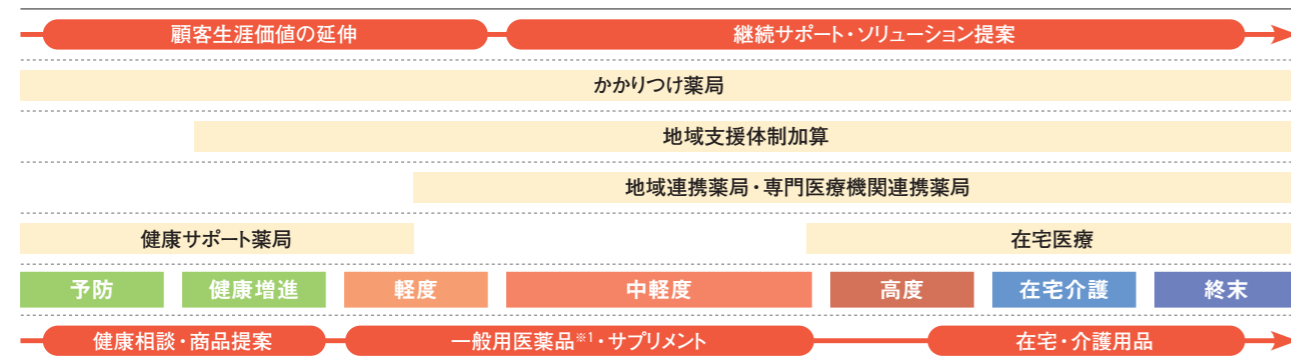 顧客生涯価値の延伸 継続サポート・ソリューション提案
かかりつけ薬局
地域支援体制加算
地域連携薬局・専門医療機関連携薬局
健康サポート薬局 在宅医療
予防 健康増進 軽度 中軽度 高度 在宅介護 終末
健康相談・商品提案 一般用医薬品※1・サプリメント 在宅・介護用品